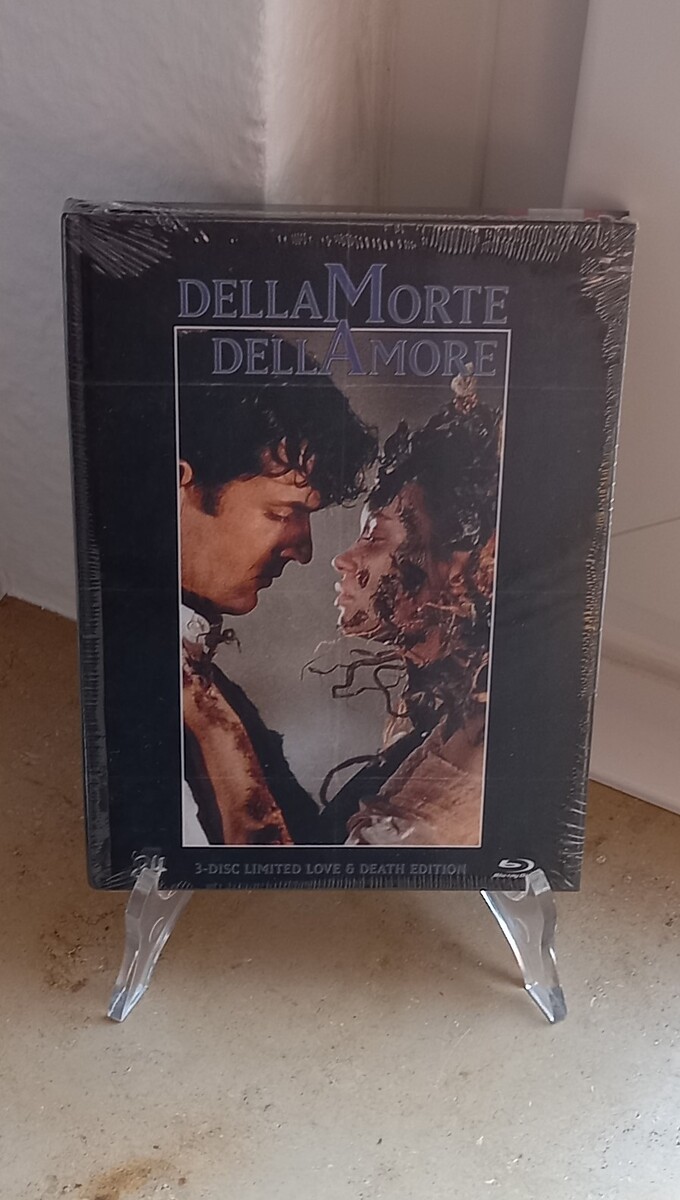 DELLAMORTE
DELLAMORE
3-DISC LIMITED LOVE & DEATH EDITION